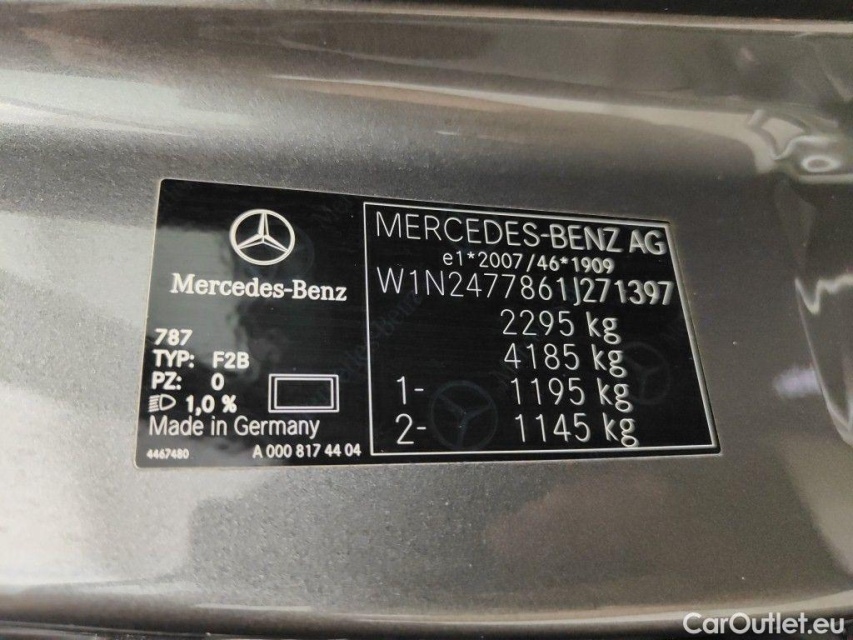 Mercedes-Benz
787
TYP: F2B
PZ: 0
1,0 %
Made in Germany
4467480 A 000 817 44 04
MERCEDES-BENZ AG
e1*2007/46*1909
W1N2477861J271397
2295 kg
4185 kg
1- 1195 kg
2- 1145 kg
CarOutlet.eu